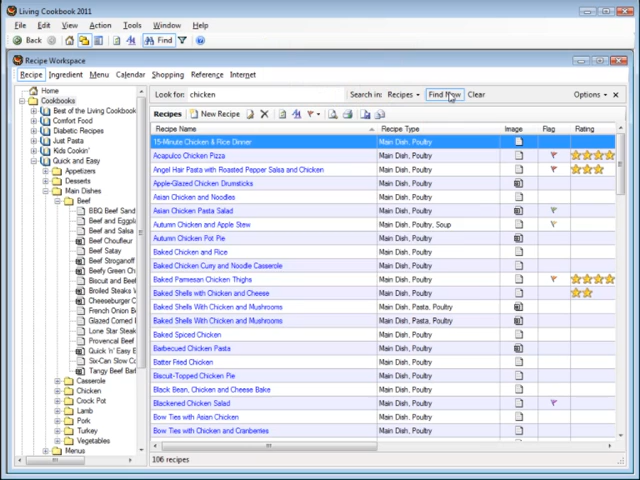 Living Cookbook 2011
File Edit View Action Tools Window Help
Back Find
Recipe Workspace
Recipe Ingredient Menu Calendar Shopping Reference Internet
Look for: chicken Search in: Recipes Find Now Clear Options
Home
Cookbooks
Best of the Living Cookbook
Comfort Food
Diabetic Recipes
Just Pasta
Kids Cookin'
Quick and Easy
Appetizers
Desserts
Main Dishes
Beef
BBQ Beef Sand
Beef and Eggpl
Beef and Salsa
Beef Choufleur
Beef Satay
Beef Stroganoff
Beefy Green Ch
Biscuit and Beef
Broiled Steaks
Cheeseburger C
French Onion B
Glazed Corned
Lone Star Steak
Provencal Beef
Quick 'n' Easy B
Six-Can Slow Co
Tangy Beef Bar
Casserole
Chicken
Crock Pot
Lamb
Pork
Turkey
Vegetables
Menus
Recipes New Recipe
Recipe Name Recipe Type Image Flag Rating
15-Minute Chicken & Rice Dinner Main Dish, Poultry
Acapulco Chicken Pizza Main Dish, Poultry
Angel Hair Pasta with Roasted Pepper Salsa and Chicken Main Dish, Poultry
Apple-Glazed Chicken Drumsticks Main Dish, Poultry
Asian Chicken and Noodles Main Dish, Poultry
Asian Chicken Pasta Salad Main Dish, Poultry
Autumn Chicken and Apple Stew Main Dish, Poultry, Soup
Autumn Chicken Pot Pie Main Dish, Poultry
Baked Chicken and Rice Main Dish, Poultry
Baked Chicken Curry and Noodle Casserole Main Dish, Poultry
Baked Parmesan Chicken Thighs Main Dish, Poultry
Baked Shells with Chicken and Cheese Main Dish, Poultry
Baked Shells With Chicken and Mushrooms Main Dish, Pasta, Poultry
Baked Shells With Chicken and Mushrooms Main Dish, Pasta, Poultry
Baked Spiced Chicken Main Dish, Poultry
Barbecued Chicken Pasta Main Dish, Poultry
Batter Fried Chicken Main Dish, Poultry
Biscuit-Topped Chicken Pie Main Dish, Poultry
Black Bean, Chicken and Cheese Bake Main Dish, Poultry
Blackened Chicken Salad Main Dish, Poultry
Bow Ties with Asian Chicken Main Dish, Poultry
Bow Ties with Chicken and Cranberries Main Dish, Poultry
106 recipes